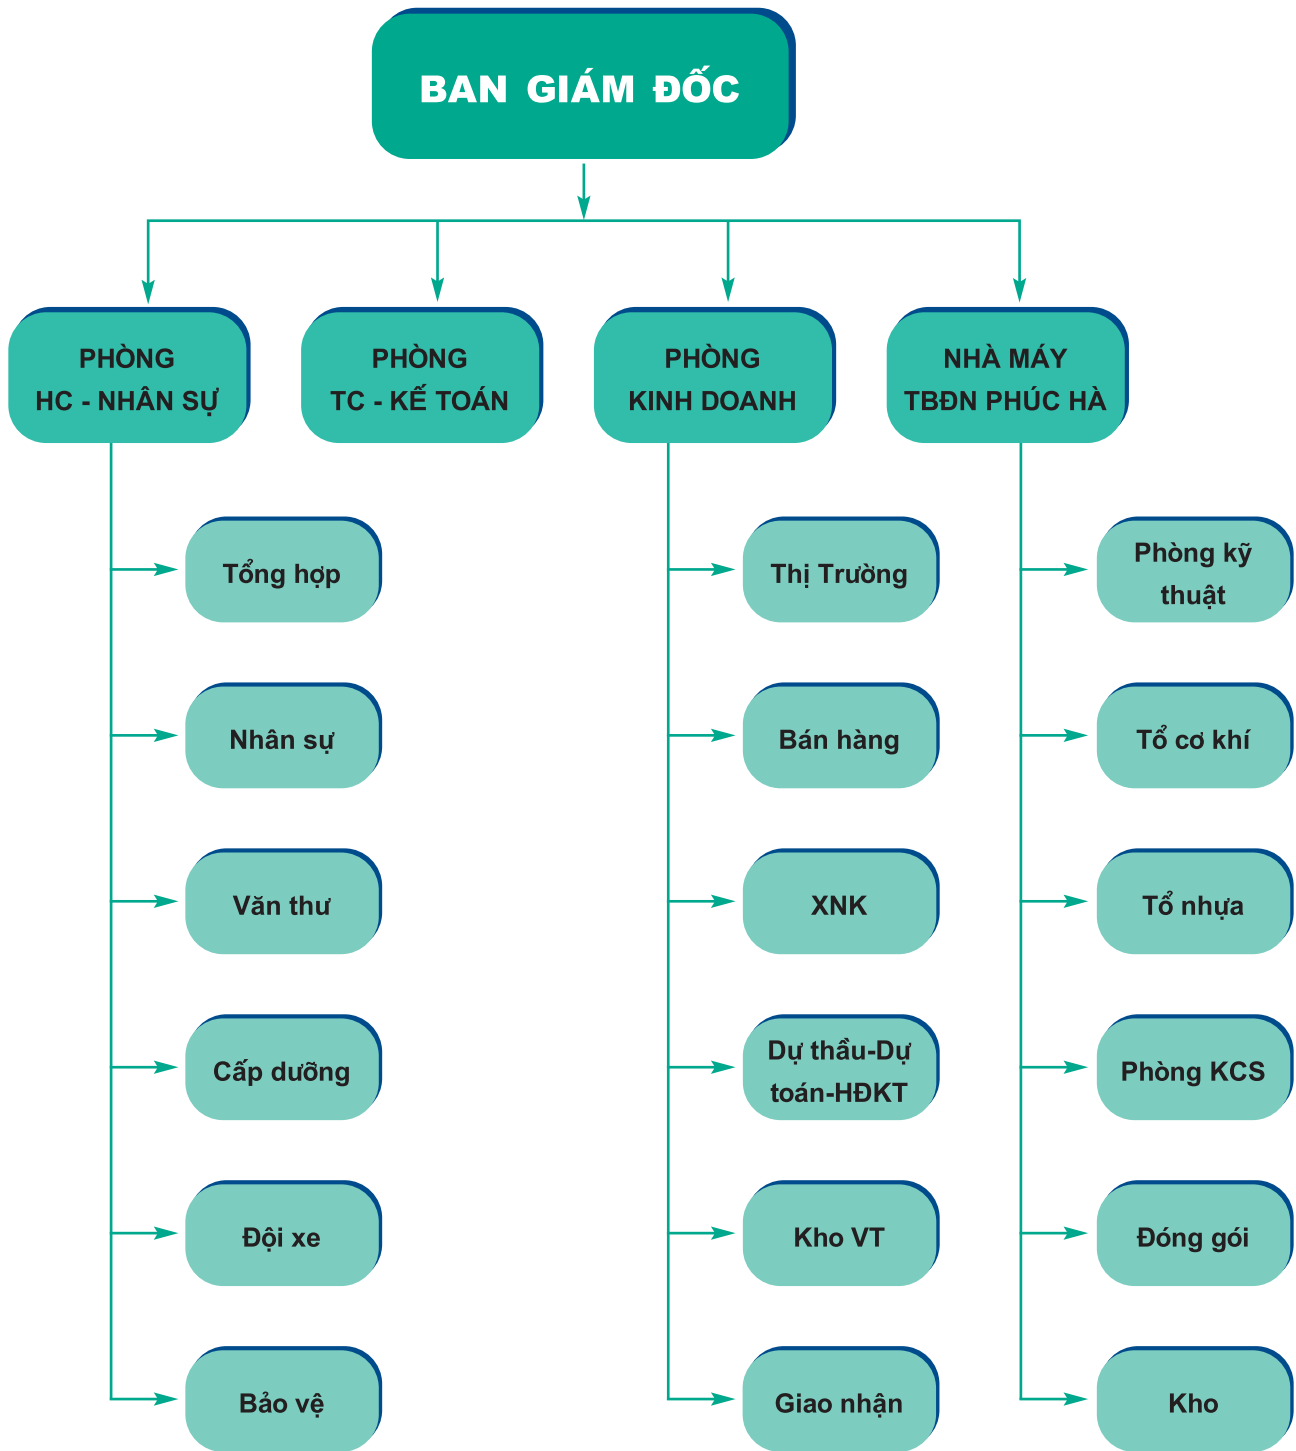 BAN GIÁM ĐỐC
PHÒNG
HC - NHÂN SỰ
PHÒNG
TC - KẾ TOÁN
PHÒNG
KINH DOANH
NHÀ MÁY
TBĐN PHÚC HÀ
Tổng hợp
Nhân sự
Văn thư
Cấp dưỡng
Đội xe
Bảo vệ
Thị Trường
Bán hàng
XNK
Dự thầu-Dự
toán-HĐKT
Kho VT
Giao nhận
Phòng kỹ
thuật
Tổ cơ khí
Tổ nhựa
Phòng KCS
Đóng gói
Kho